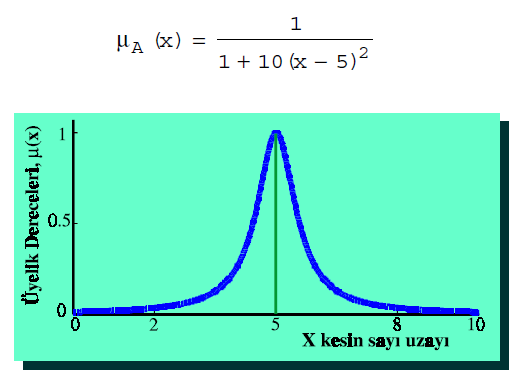 μ_A (x) = 1 / (1 + 10 (x − 5)^2)
Üyelik Dereceleri, μ(x)
1
0.5
0
0 2 5 8 10
X kesin sayı uzayı